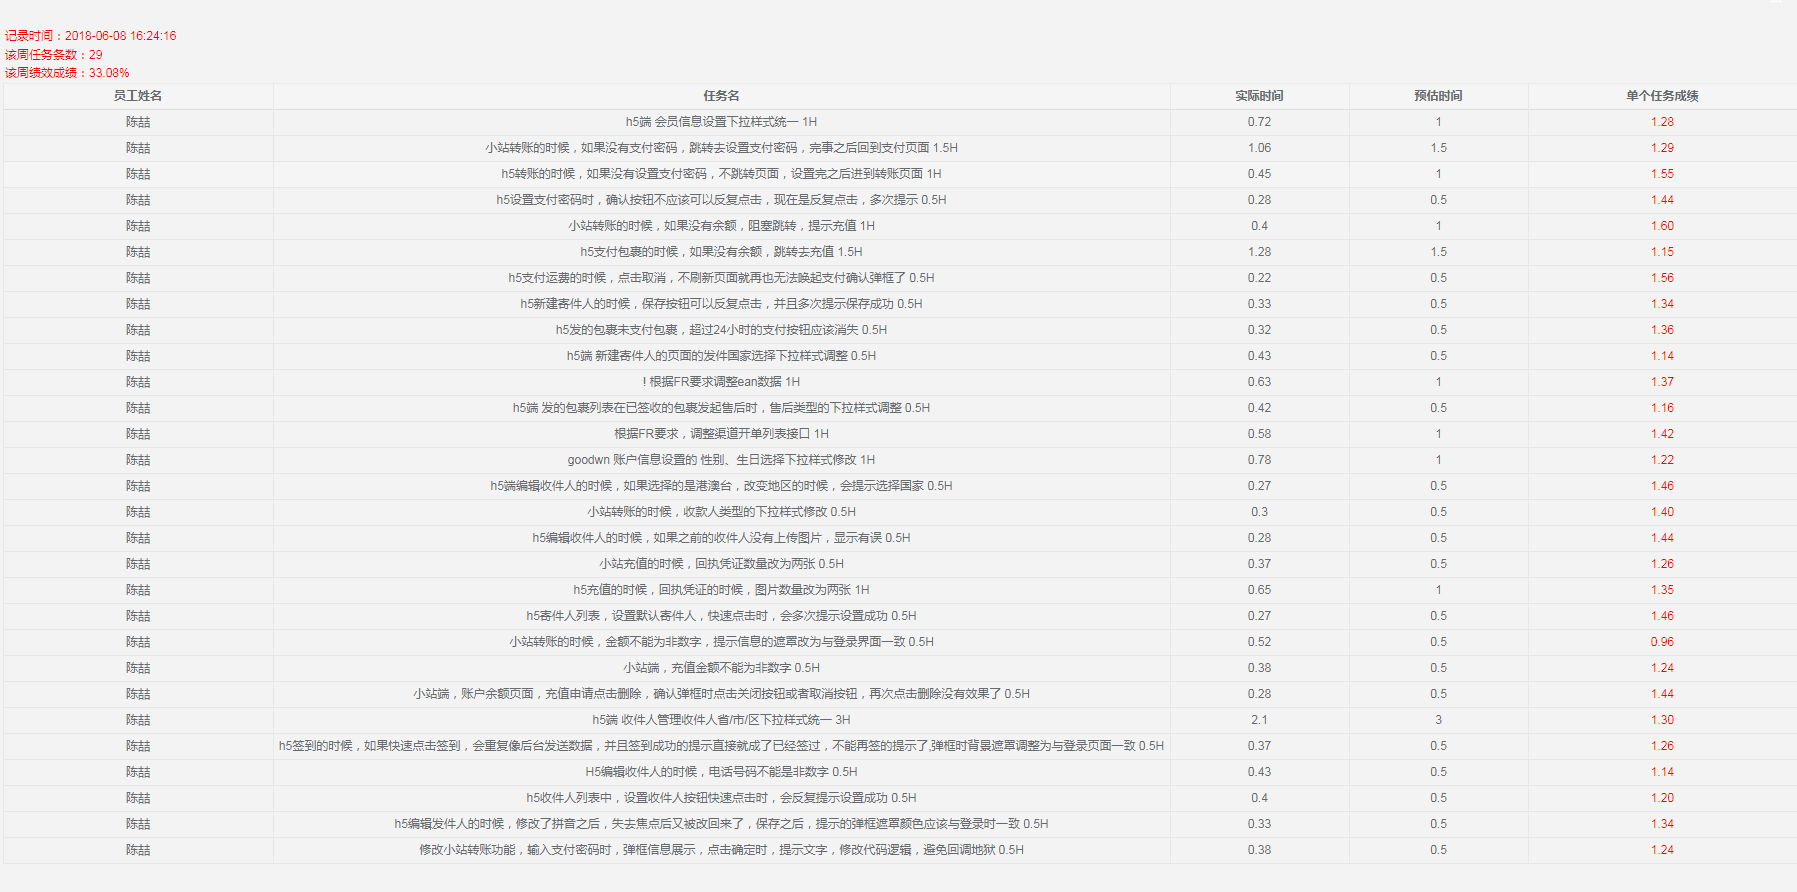 记录时间：2018-06-08 16:24:16
该周任务条数：29
该周绩效成绩：33.08%
员工姓名 任务名 实际时间 预估时间 单个任务成绩
陈喆 h5端 会员信息设置下拉样式统一 1H 0.72 1 1.28
陈喆 小站转账的时候，如果没有支付密码，跳转去设置支付密码，完事之后回到支付页面 1.5H 1.06 1.5 1.29
陈喆 h5转账的时候，如果没有设置支付密码，不跳转页面，设置完之后进到转账页面 1H 0.45 1 1.55
陈喆 h5设置支付密码时，确认按钮不应该可以反复点击，现在是反复点击，多次提示 0.5H 0.28 0.5 1.44
陈喆 小站转账的时候，如果没有余额，阻塞跳转，提示充值 1H 0.4 1 1.60
陈喆 h5支付包裹的时候，如果没有余额，跳转去充值 1.5H 1.28 1.5 1.15
陈喆 h5支付运费的时候，点击取消，不刷新页面就再也无法唤起支付确认弹框了 0.5H 0.22 0.5 1.56
陈喆 h5新建寄件人的时候，保存按钮可以反复点击，并且多次提示保存成功 0.5H 0.33 0.5 1.34
陈喆 h5发的包裹未支付包裹，超过24小时的支付按钮应该消失 0.5H 0.32 0.5 1.36
陈喆 h5端 新建寄件人的页面的发件国家选择下拉样式调整 0.5H 0.43 0.5 1.14
陈喆 ! 根据FR要求调整ean数据 1H 0.63 1 1.37
陈喆 h5端 发的包裹列表在已签收的包裹发起售后时，售后类型的下拉样式调整 0.5H 0.42 0.5 1.16
陈喆 根据FR要求，调整渠道开单列表接口 1H 0.58 1 1.42
陈喆 goodwn 账户信息设置的 性别、生日选择下拉样式修改 1H 0.78 1 1.22
陈喆 h5端编辑收件人的时候，如果选择的是港澳台，改变地区的时候，会提示选择国家 0.5H 0.27 0.5 1.46
陈喆 小站转账的时候，收款人类型的下拉样式修改 0.5H 0.3 0.5 1.40
陈喆 h5编辑收件人的时候，如果之前的收件人没有上传图片，显示有误 0.5H 0.28 0.5 1.44
陈喆 小站充值的时候，回执凭证数量改为两张 0.5H 0.37 0.5 1.26
陈喆 h5充值的时候，回执凭证的时候，图片数量改为两张 1H 0.65 1 1.35
陈喆 h5寄件人列表，设置默认寄件人，快速点击时，会多次提示设置成功 0.5H 0.27 0.5 1.46
陈喆 小站转账的时候，金额不能为非数字，提示信息的遮罩改为与登录界面一致 0.5H 0.52 0.5 0.96
陈喆 小站端，充值金额不能为非数字 0.5H 0.38 0.5 1.24
陈喆 小站端，账户余额页面，充值申请点击删除，确认弹框时点击关闭按钮或者取消按钮，再次点击删除没有效果了 0.5H 0.28 0.5 1.44
陈喆 h5端 收件人管理收件人省/市/区下拉样式统一 3H 2.1 3 1.30
陈喆 h5签到的时候，如果快速点击签到，会重复像后台发送数据，并且签到成功的提示直接就成了已经签过，不能再签的提示了,弹框时背景遮罩调整为与登录页面一致 0.5H 0.37 0.5 1.26
陈喆 H5编辑收件人的时候，电话号码不能是非数字 0.5H 0.43 0.5 1.14
陈喆 h5收件人列表中，设置收件人按钮快速点击时，会反复提示设置成功 0.5H 0.4 0.5 1.20
陈喆 h5编辑发件人的时候，修改了拼音之后，失去焦点后又被改回来了，保存之后，提示的弹框遮罩颜色应该与登录时一致 0.5H 0.33 0.5 1.34
陈喆 修改小站转账功能，输入支付密码时，弹框信息展示，点击确定时，提示文字，修改代码逻辑，避免回调地狱 0.5H 0.38 0.5 1.24